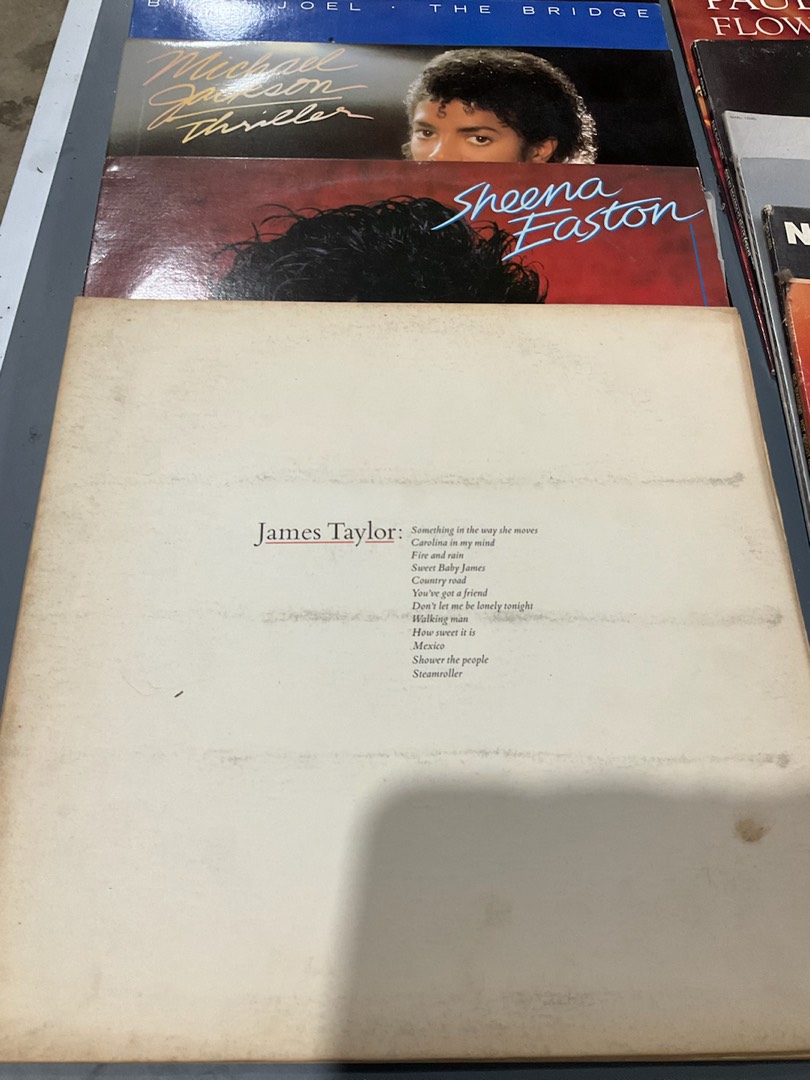 JOEL · THE BRIDGE
Michael
Jackson
Thriller
Sheena
Easton
FLOW
N
James Taylor:
Something in the way she moves
Carolina in my mind
Fire and rain
Sweet Baby James
Country road
You've got a friend
Don't let me be lonely tonight
Walking man
How sweet it is
Mexico
Shower the people
Steamroller